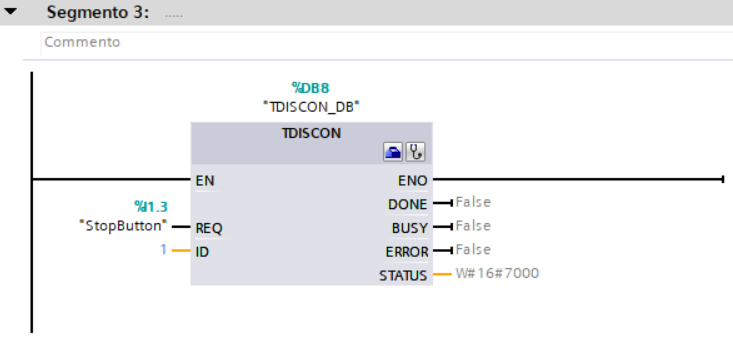 Segmento 3: .....
Commento
%DB8
"TDISCON_DB"
TDISCON
EN ENO
DONE False
%I1.3
"StopButton" REQ BUSY False
1 ID ERROR False
STATUS W#16#7000